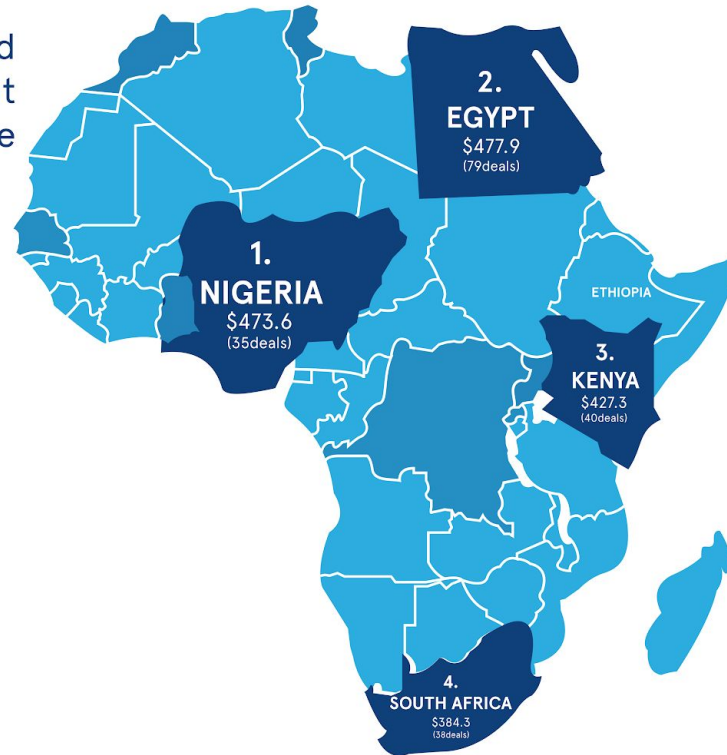 d
t
e
2.
EGYPT
$477.9
(79deals)
1.
NIGERIA
$473.6
(35deals)
ETHIOPIA
3.
KENYA
$427.3
(40deals)
4.
SOUTH AFRICA
$384.3
(38deals)